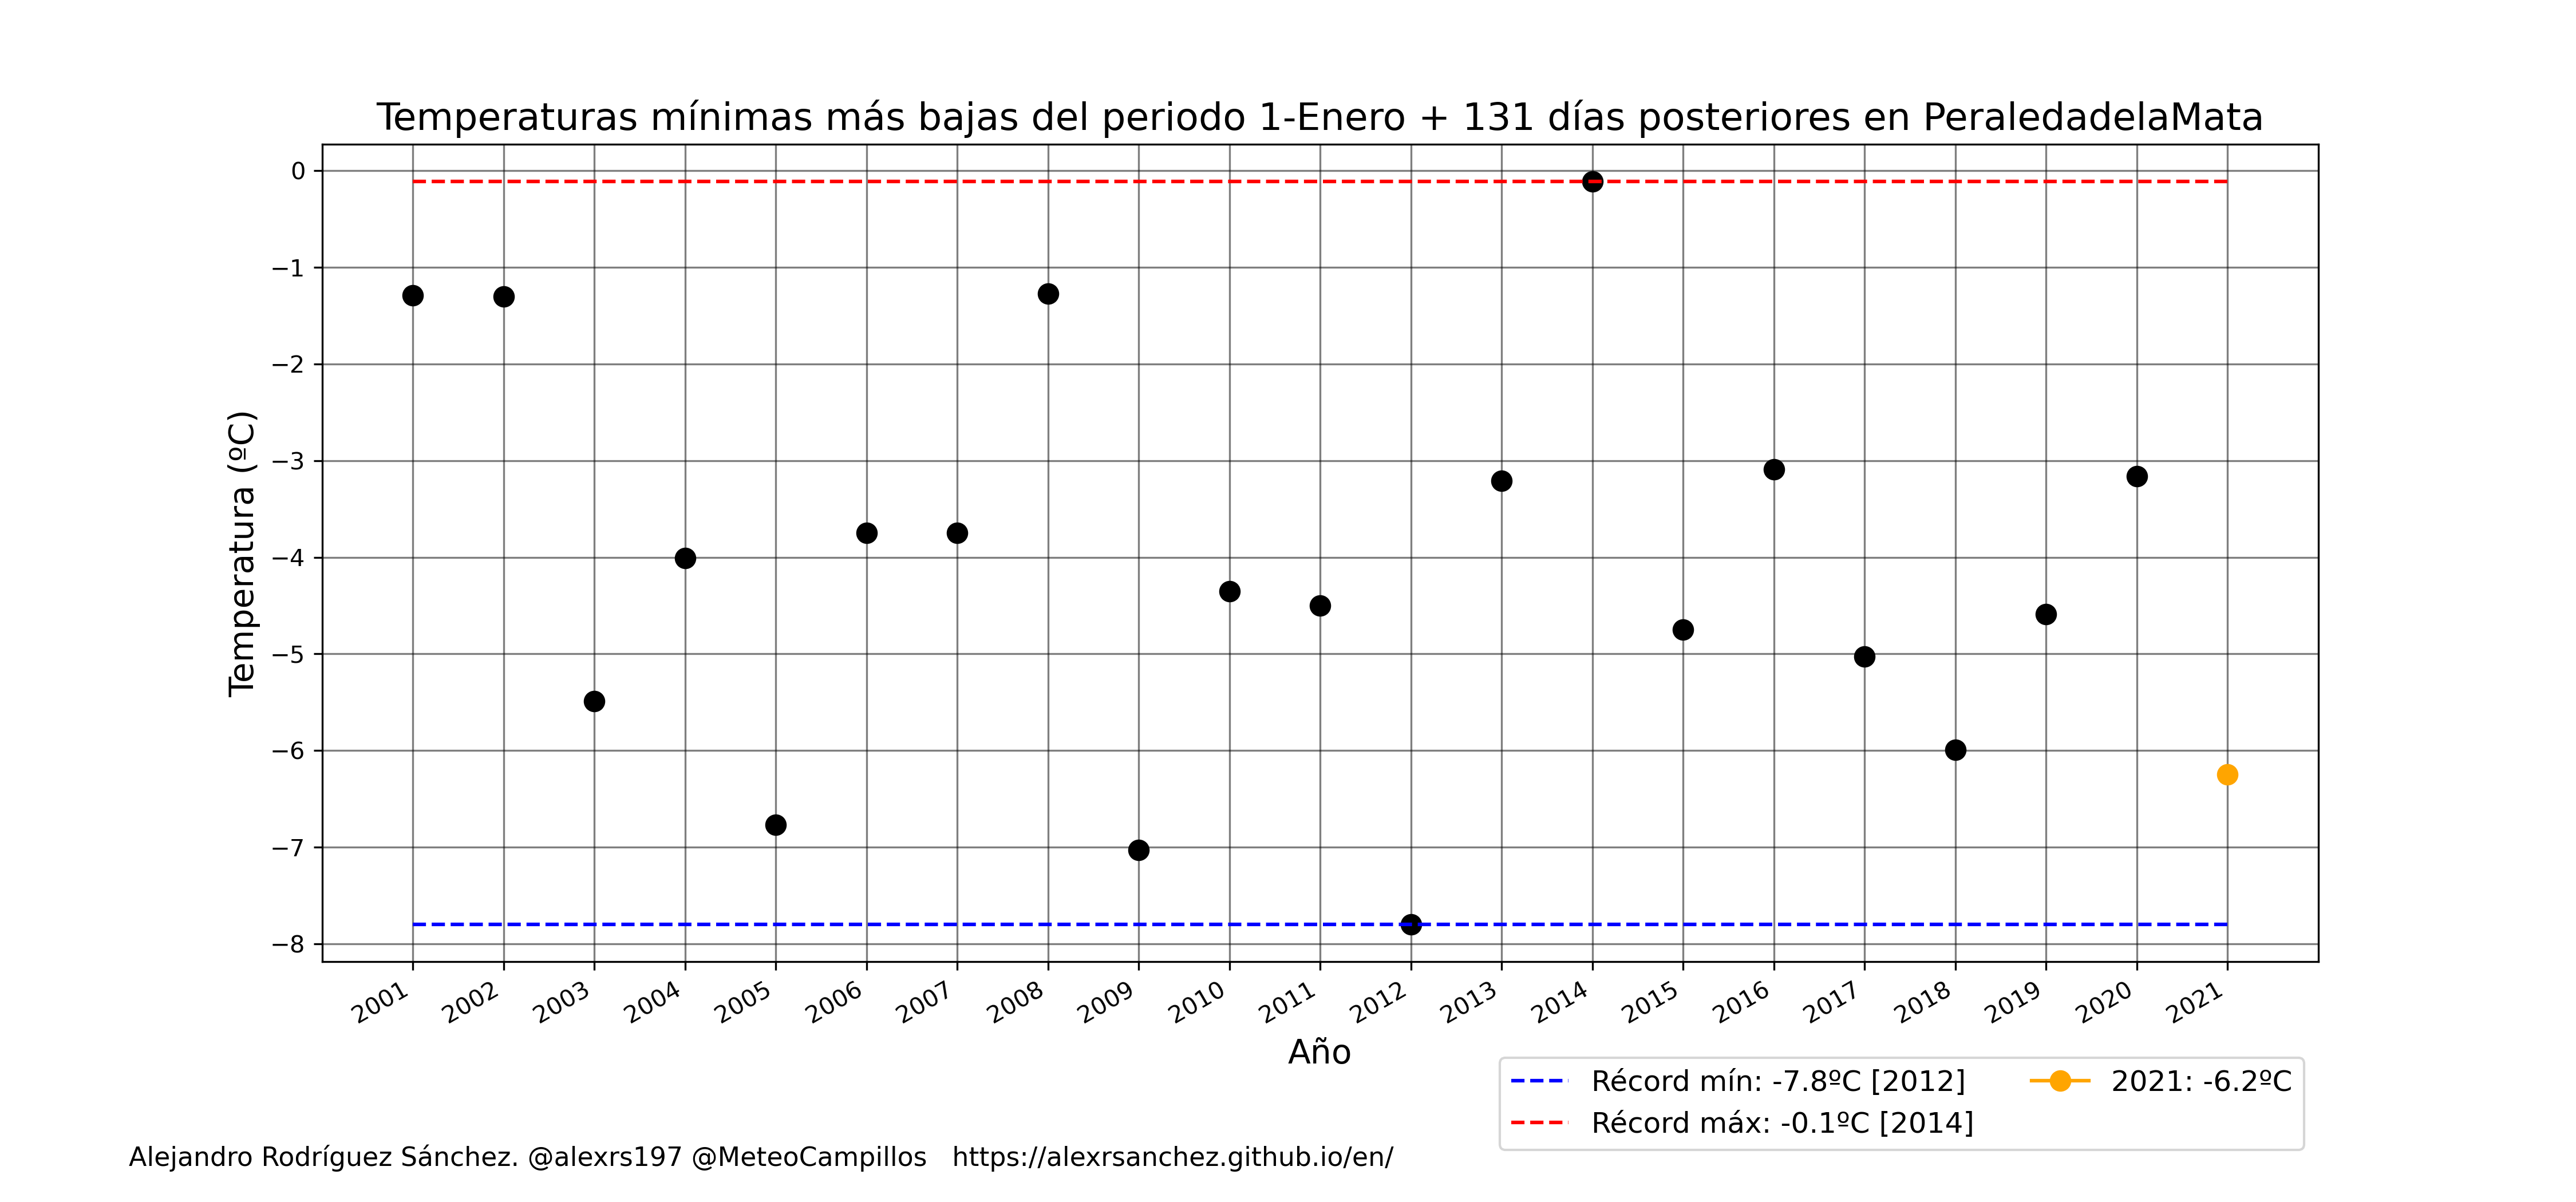 Temperaturas mínimas más bajas del periodo 1-Enero + 131 días posteriores en PeraledadelaMata
Temperatura (ºC)
0
−1
−2
−3
−4
−5
−6
−7
−8
2001 2002 2003 2004 2005 2006 2007 2008 2009 2010 2011 2012 2013 2014 2015 2016 2017 2018 2019 2020 2021
Año
Récord mín: -7.8ºC [2012]
Récord máx: -0.1ºC [2014]
2021: -6.2ºC
Alejandro Rodríguez Sánchez. @alexrs197 @MeteoCampillos https://alexrsanchez.github.io/en/